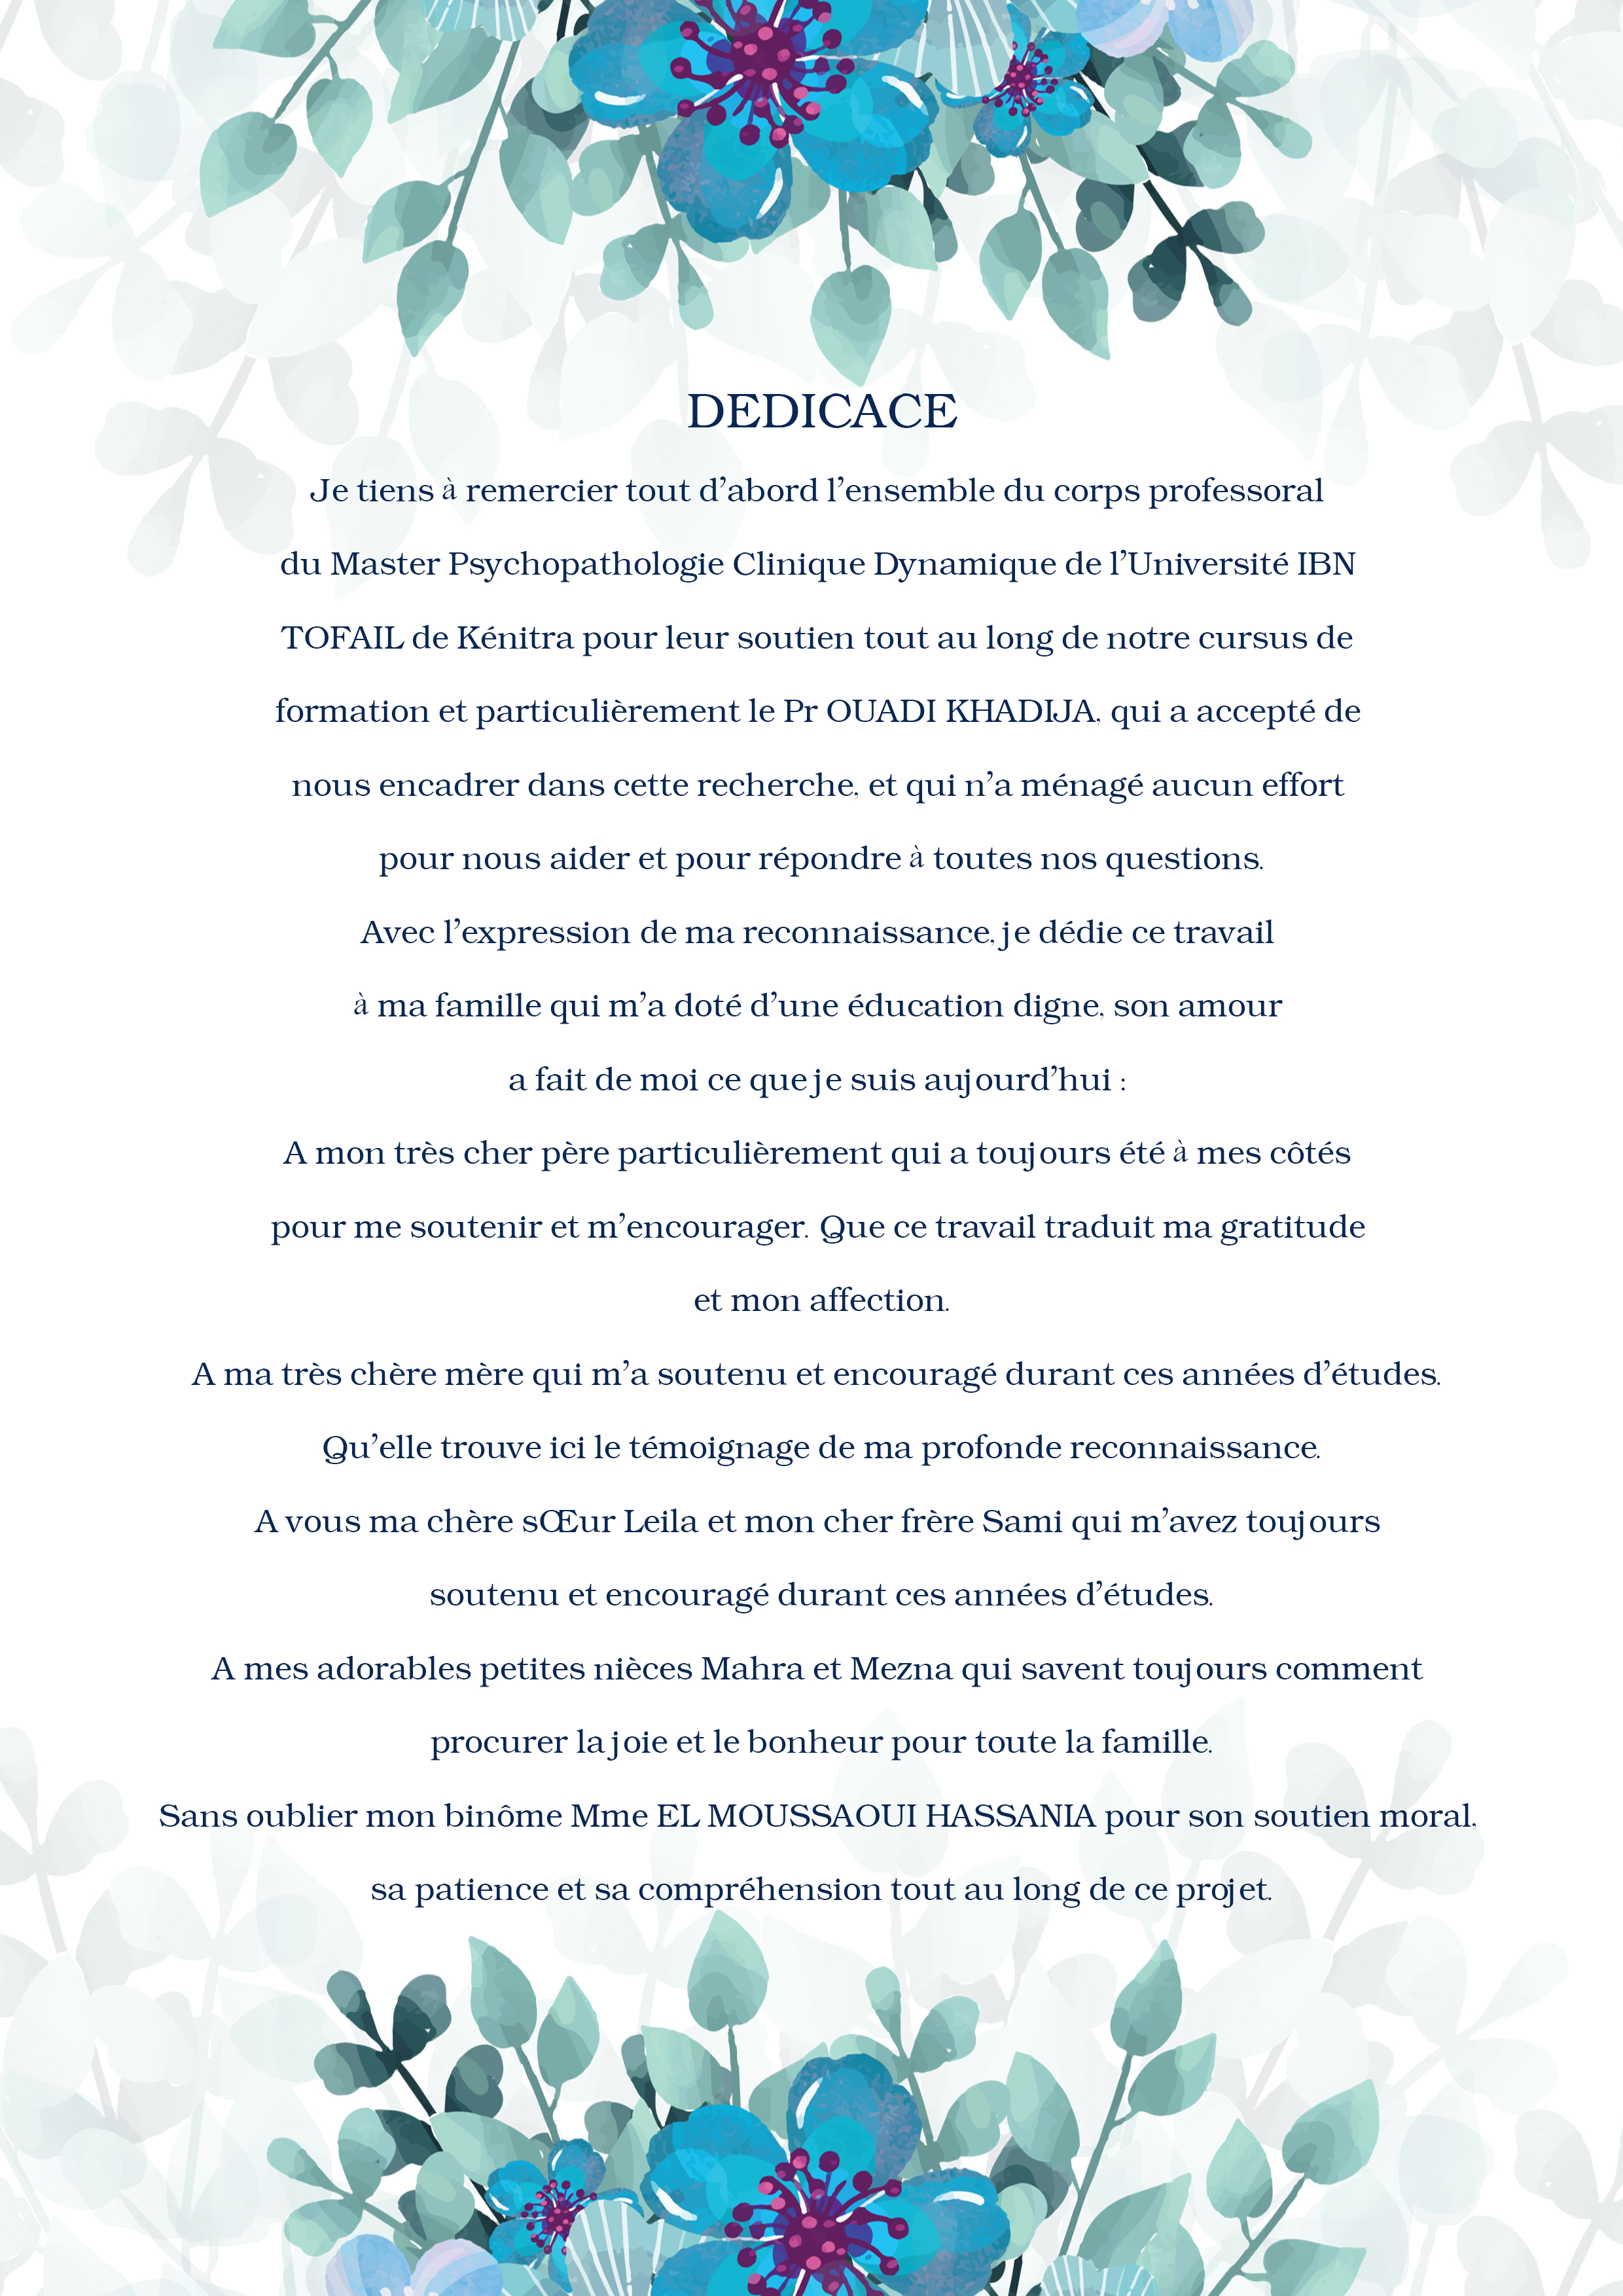 DEDICACE
Je tiens à remercier tout d’abord l’ensemble du corps professoral
du Master Psychopathologie Clinique Dynamique de l’Université IBN
TOFAIL de Kénitra pour leur soutien tout au long de notre cursus de
formation et particulièrement le Pr OUADI KHADIJA, qui a accepté de
nous encadrer dans cette recherche, et qui n’a ménagé aucun effort
pour nous aider et pour répondre à toutes nos questions.
Avec l’expression de ma reconnaissance, je dédie ce travail
à ma famille qui m’a doté d’une éducation digne, son amour
a fait de moi ce que je suis aujourd’hui :
A mon très cher père particulièrement qui a toujours été à mes côtés
pour me soutenir et m’encourager. Que ce travail traduit ma gratitude
et mon affection.
A ma très chère mère qui m’a soutenu et encouragé durant ces années d’études.
Qu’elle trouve ici le témoignage de ma profonde reconnaissance.
A vous ma chère sŒur Leila et mon cher frère Sami qui m’avez toujours
soutenu et encouragé durant ces années d’études.
A mes adorables petites nièces Mahra et Mezna qui savent toujours comment
procurer la joie et le bonheur pour toute la famille.
Sans oublier mon binôme Mme EL MOUSSAOUI HASSANIA pour son soutien moral,
sa patience et sa compréhension tout au long de ce projet.